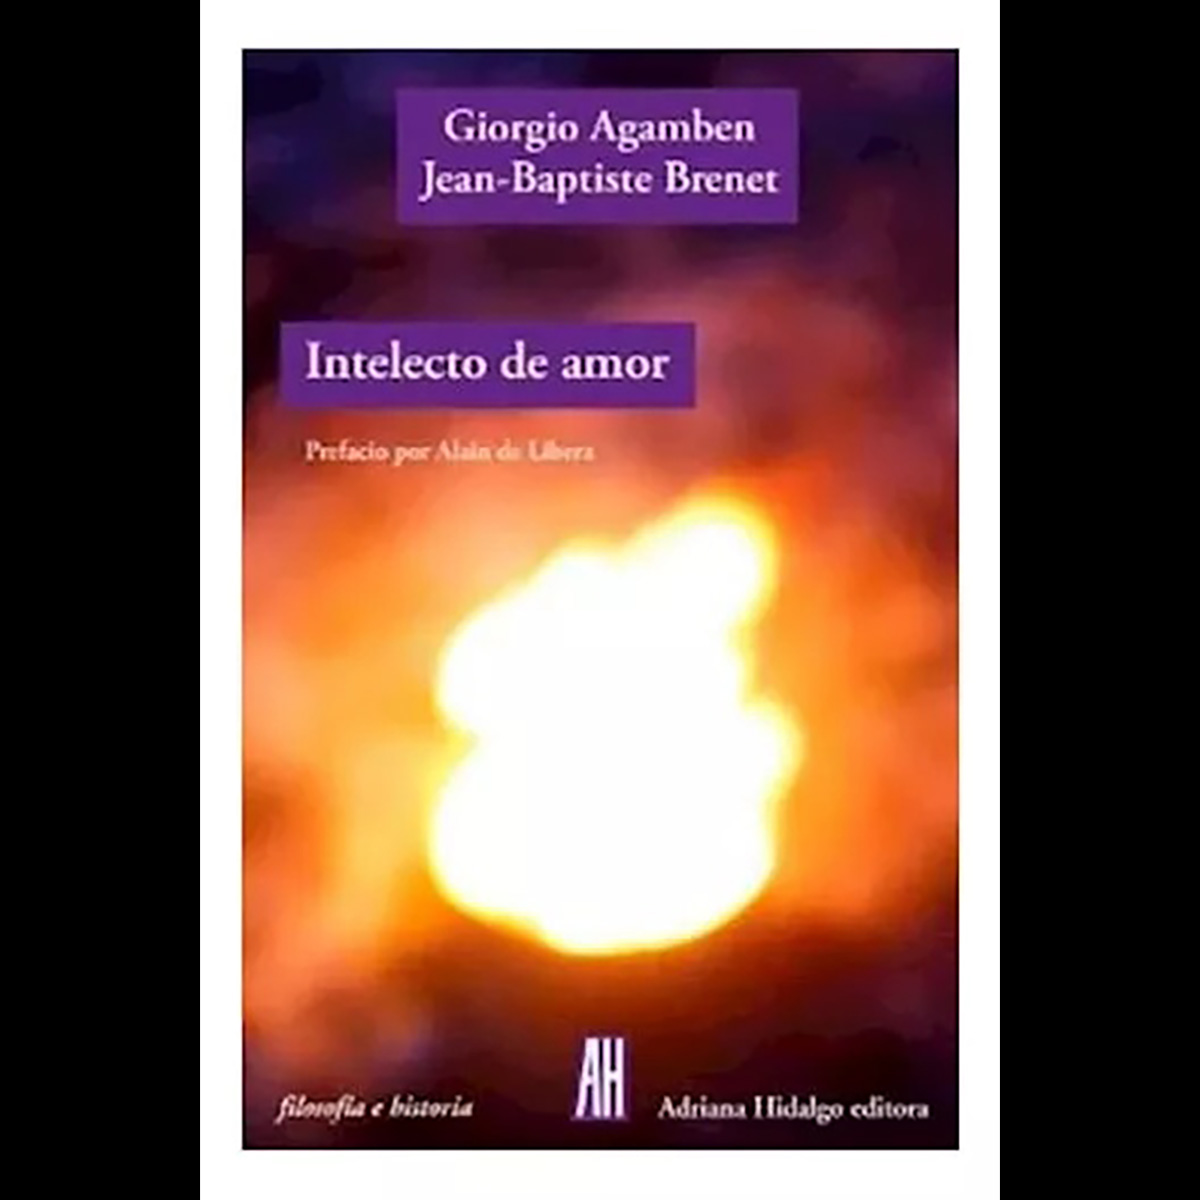 Giorgio Agamben
Jean-Baptiste Brenet
Intelecto de amor
Prefacio por Alain de Libera
AH
filosofía e historia
Adriana Hidalgo editora